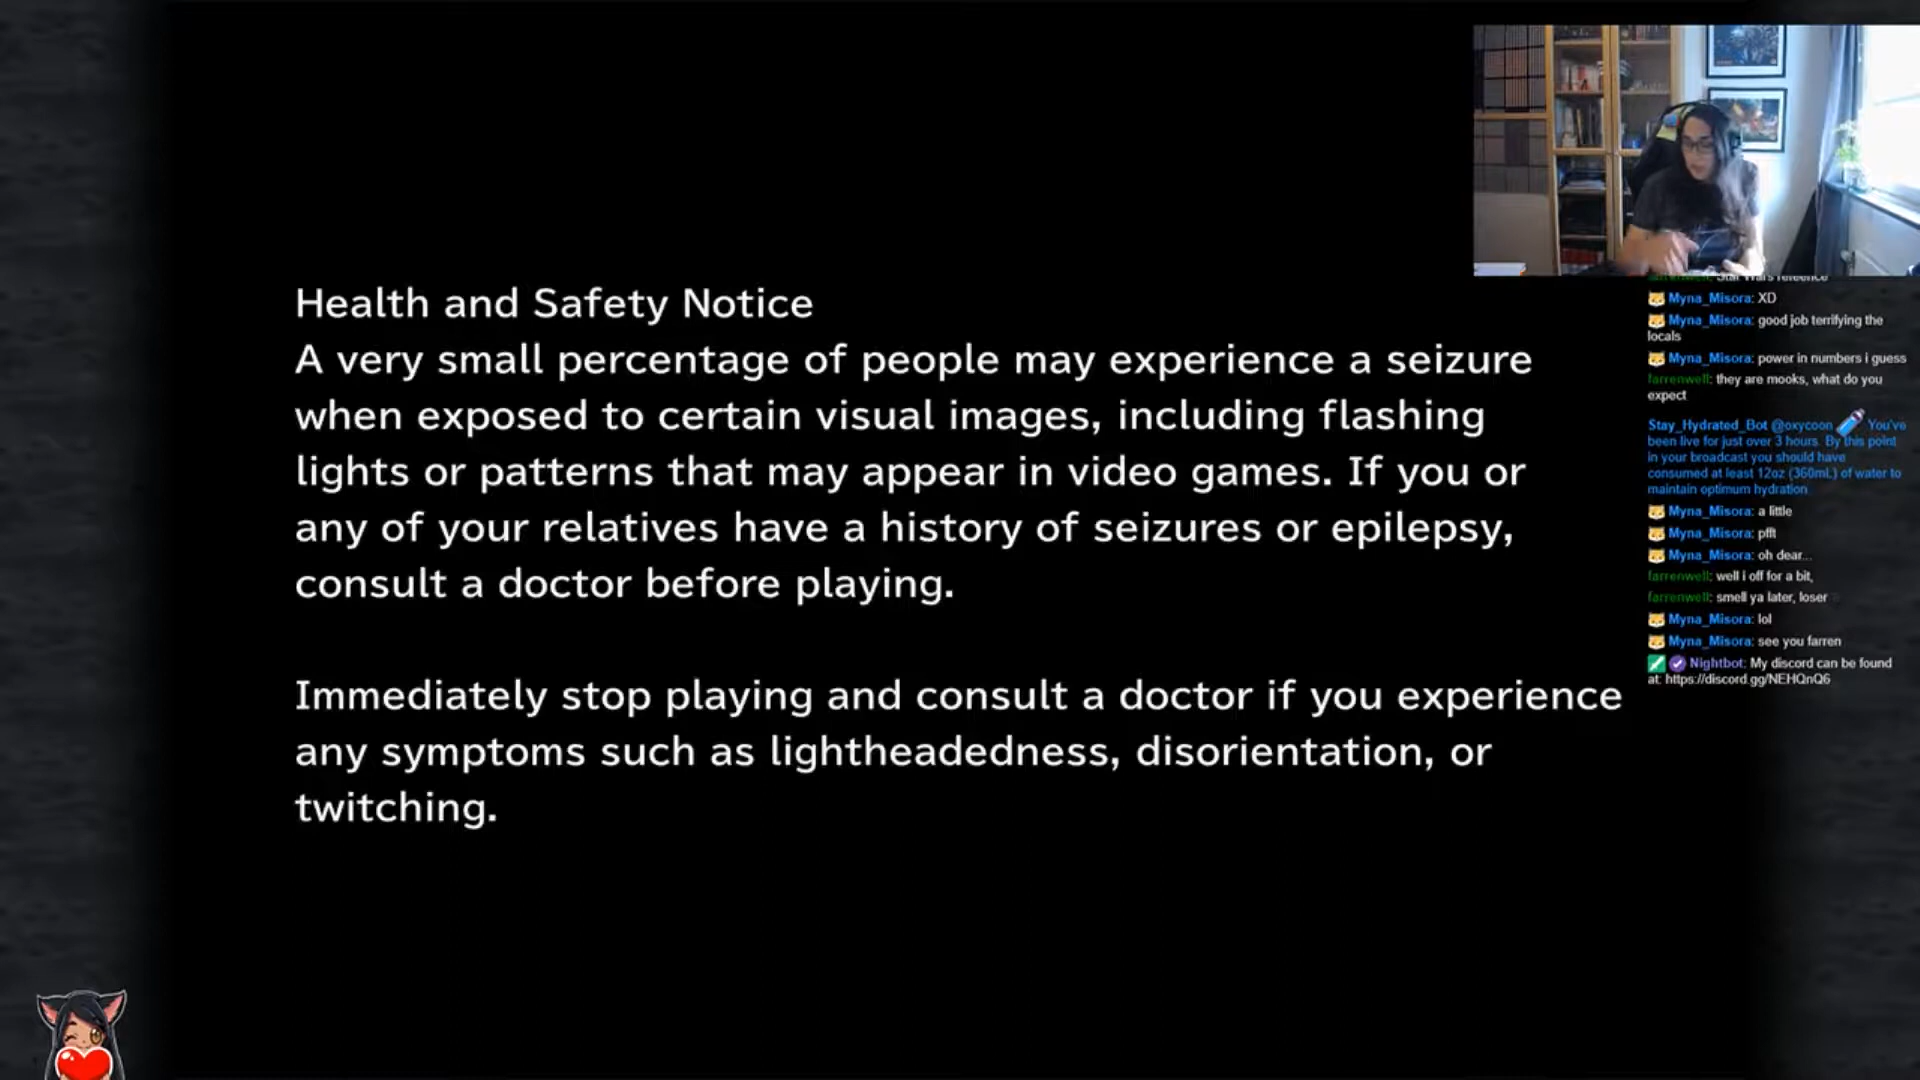 Health and Safety Notice
A very small percentage of people may experience a seizure
when exposed to certain visual images, including flashing
lights or patterns that may appear in video games. If you or
any of your relatives have a history of seizures or epilepsy,
consult a doctor before playing.
Immediately stop playing and consult a doctor if you experience
any symptoms such as lightheadedness, disorientation, or
twitching.
Myna_Misora: XD
Myna_Misora: good job terrifying the
locals
Myna_Misora: power in numbers i guess
farrenwell: they are mooks, what do you
expect
Stay_Hydrated_Bot @oxycoon You've
been live for just over 3 hours. By this point
in your broadcast you should have
consumed at least 12oz (360mL) of water to
maintain optimum hydration
Myna_Misora: a little
Myna_Misora: pffft
Myna_Misora: oh dear...
farrenwell: well i off for a bit,
farrenwell: smell ya later, loser
Myna_Misora: lol
Myna_Misora: see you farren
Nightbot: My discord can be found
at: https://discord.gg/NEHQnQ6